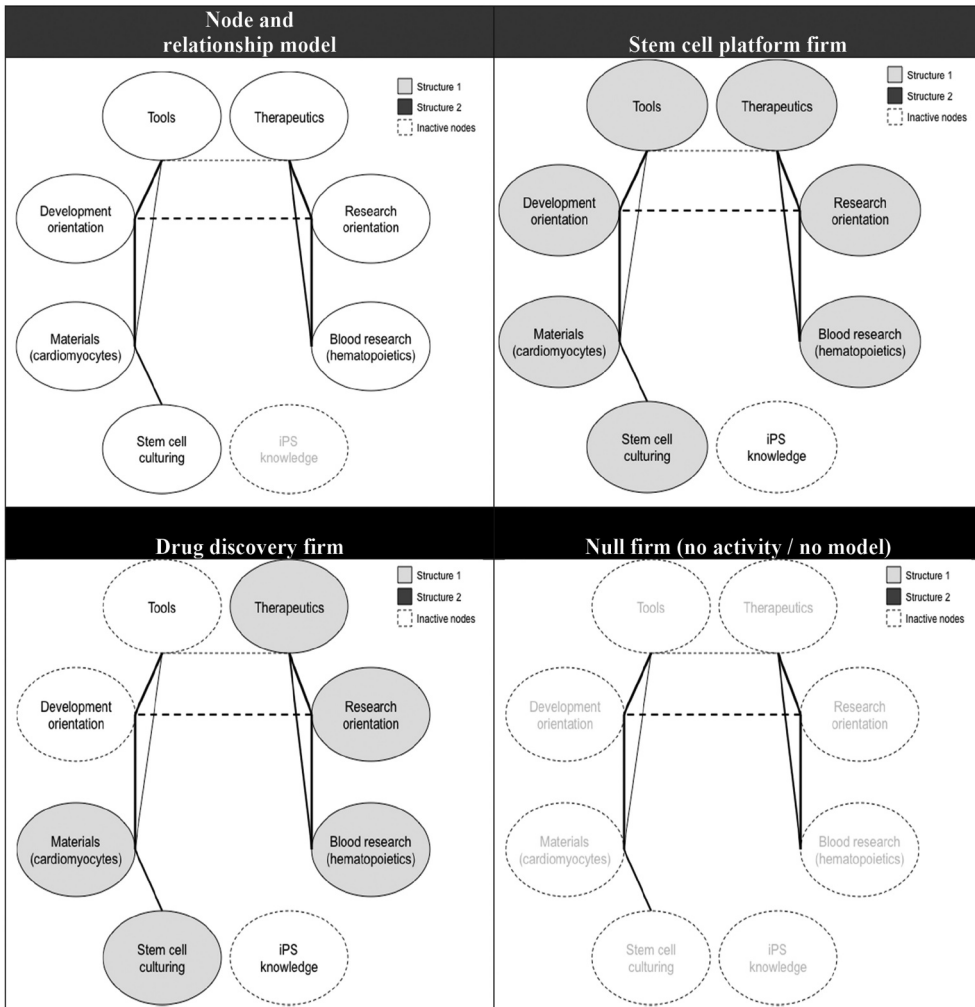 Node and
relationship model
Structure 1
Structure 2
Inactive nodes
Tools
Therapeutics
Development
orientation
Research
orientation
Materials
(cardiomyocytes)
Blood research
(hematopoietics)
Stem cell
culturing
iPS
knowledge
Stem cell platform firm
Structure 1
Structure 2
Inactive nodes
Tools
Therapeutics
Development
orientation
Research
orientation
Materials
(cardiomyocytes)
Blood research
(hematopoietics)
Stem cell
culturing
iPS
knowledge
Drug discovery firm
Structure 1
Structure 2
Inactive nodes
Tools
Therapeutics
Development
orientation
Research
orientation
Materials
(cardiomyocytes)
Blood research
(hematopoietics)
Stem cell
culturing
iPS
knowledge
Null firm (no activity / no model)
Structure 1
Structure 2
Inactive nodes
Tools
Therapeutics
Development
orientation
Research
orientation
Materials
(cardiomyocytes)
Blood research
(hematopoietics)
Stem cell
culturing
iPS
knowledge